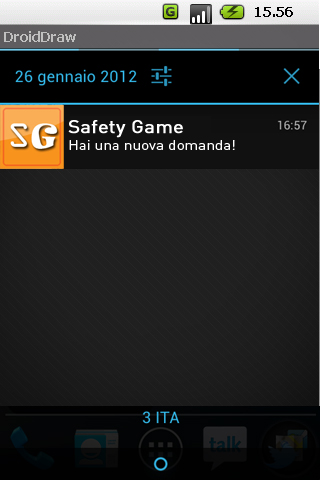 G 15.56
DroidDraw
26 gennaio 2012
SG Safety Game 16:57
Hai una nuova domanda!
3 ITA
talk